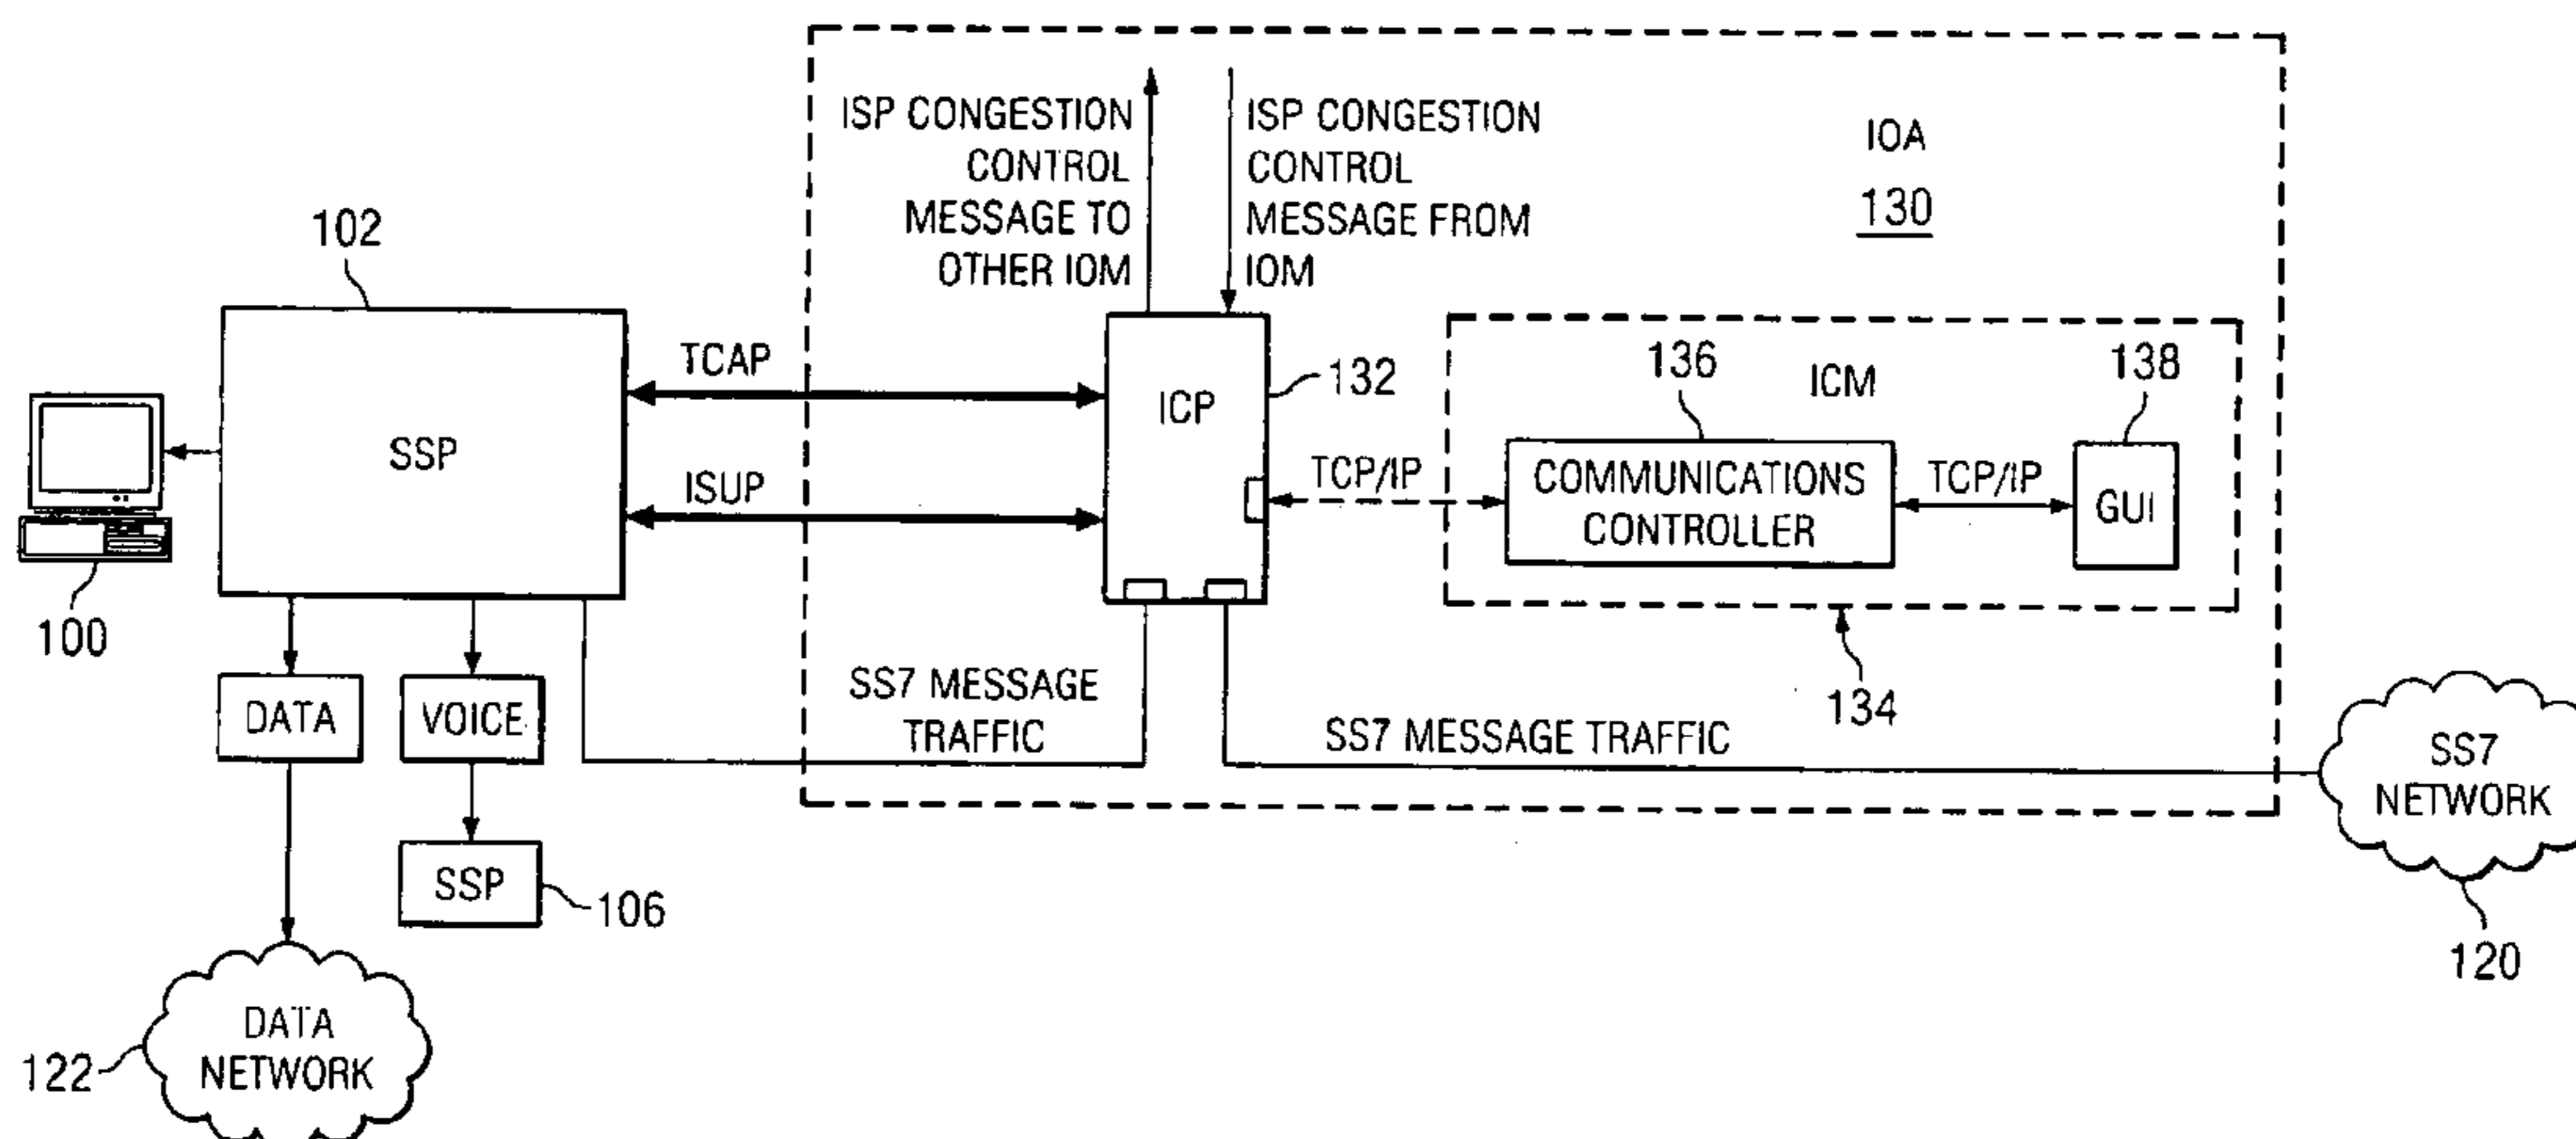 ISP CONGESTION
CONTROL
MESSAGE TO
OTHER IOM
ISP CONGESTION
CONTROL
MESSAGE FROM
IOM
IOA
130
102
TCAP
SSP
ISUP
100
ICP
132
TCP/IP
136
ICM
138
COMMUNICATIONS
CONTROLLER
TCP/IP
GUI
134
DATA
VOICE
SS7 MESSAGE
TRAFFIC
SS7 MESSAGE TRAFFIC
SS7
NETWORK
120
SSP
106
DATA
NETWORK
122